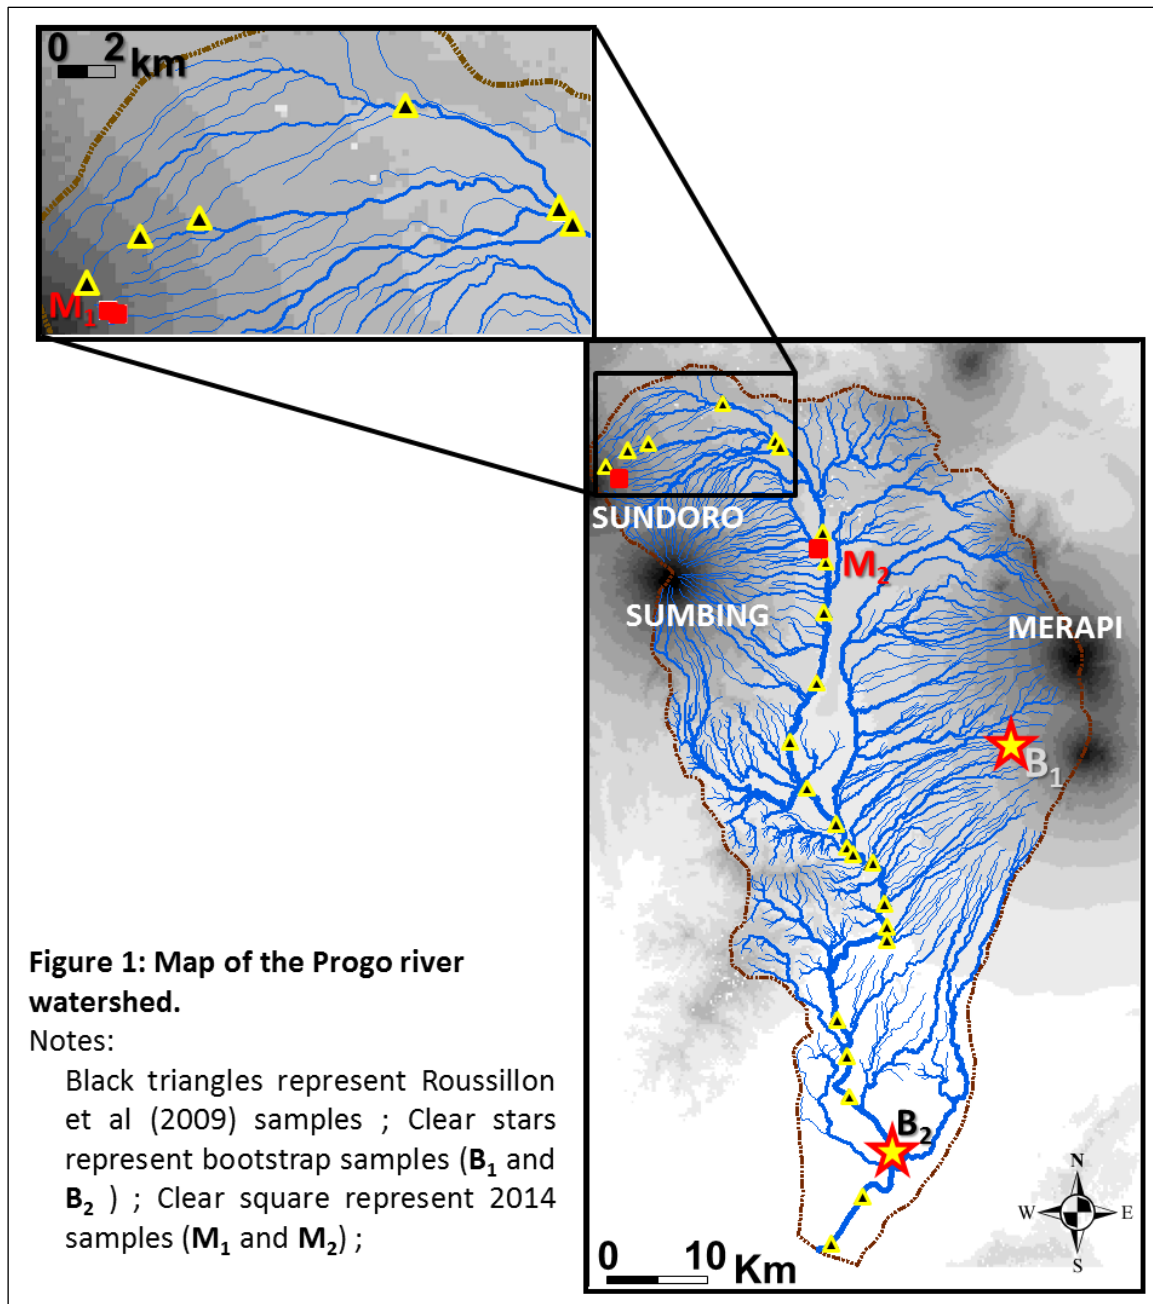 0 2 km
M1
SUNDORO
M2
SUMBING
MERAPI
B1
Figure 1: Map of the Progo river
watershed.
Notes:
Black triangles represent Roussillon
et al (2009) samples ; Clear stars
represent bootstrap samples (B1 and
B2 ) ; Clear square represent 2014
samples (M1 and M2) ;
B2
N
W E
S
0 10 Km